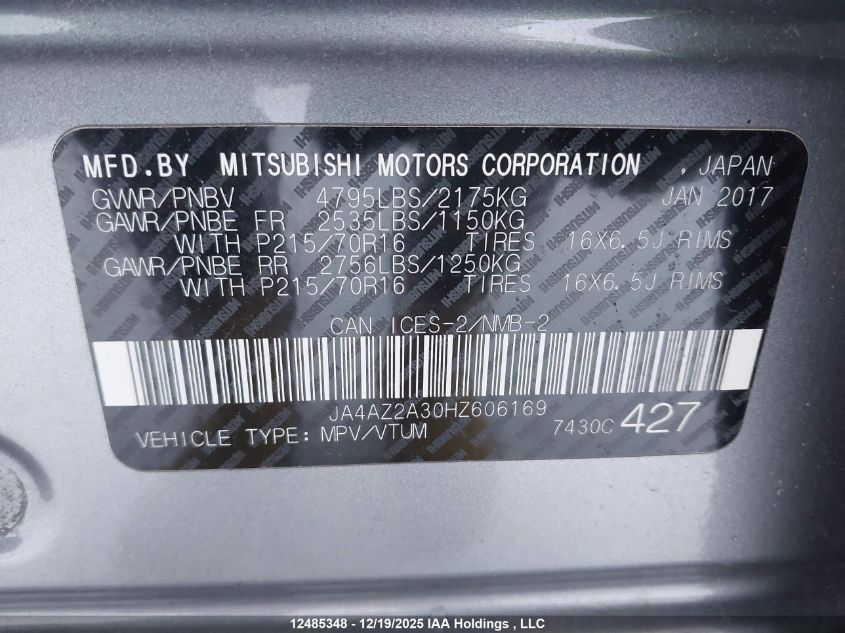 MFD.BY MITSUBISHI MOTORS CORPORATION , JAPAN
GVWR/PNBV 4795LBS/2175KG JAN 2017
GAWR/PNBE FR 2535LBS/1150KG
WITH P215/70R16 TIRES 16X6.5J RIMS
GAWR/PNBE RR 2756LBS/1250KG
WITH P215/70R16 TIRES 16X6.5J RIMS
CAN ICES-2/NMB-2
JA4AZ2A30HZ606169
VEHICLE TYPE: MPV/VTUM 7430C 427
12485348 - 12/19/2025 IAA Holdings , LLC